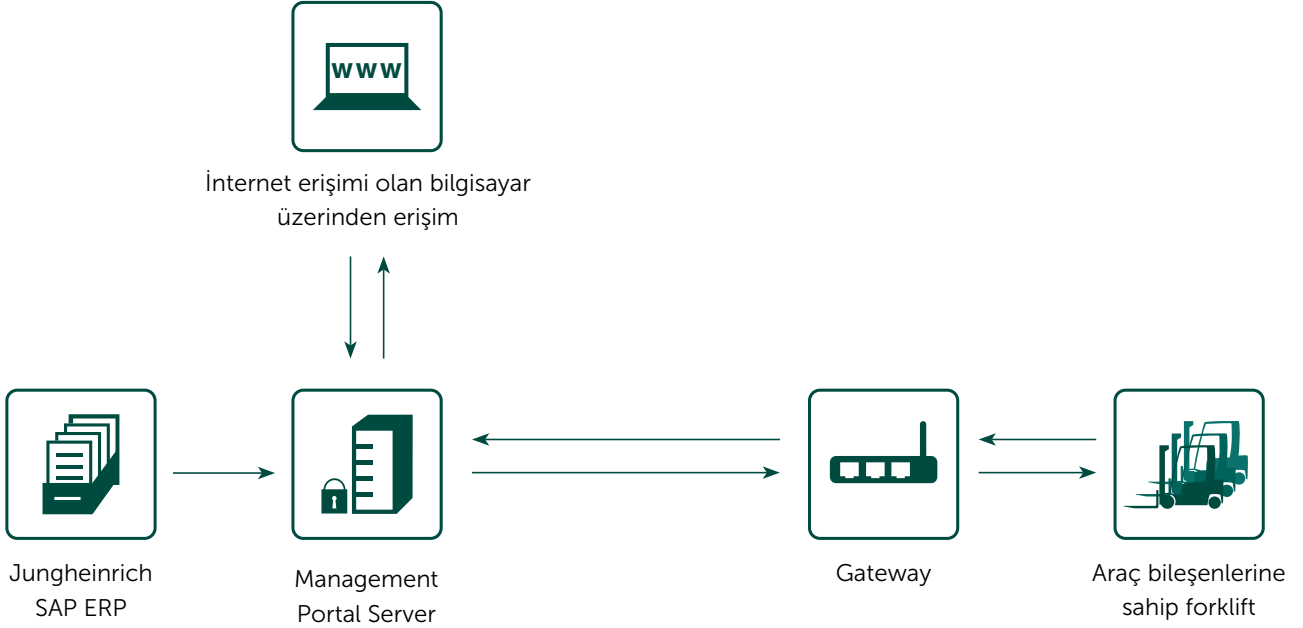 www
İnternet erişimi olan bilgisayar
üzerinden erişim
Jungheinrich
SAP ERP
Management
Portal Server
Gateway
Araç bileşenlerine
sahip forklift